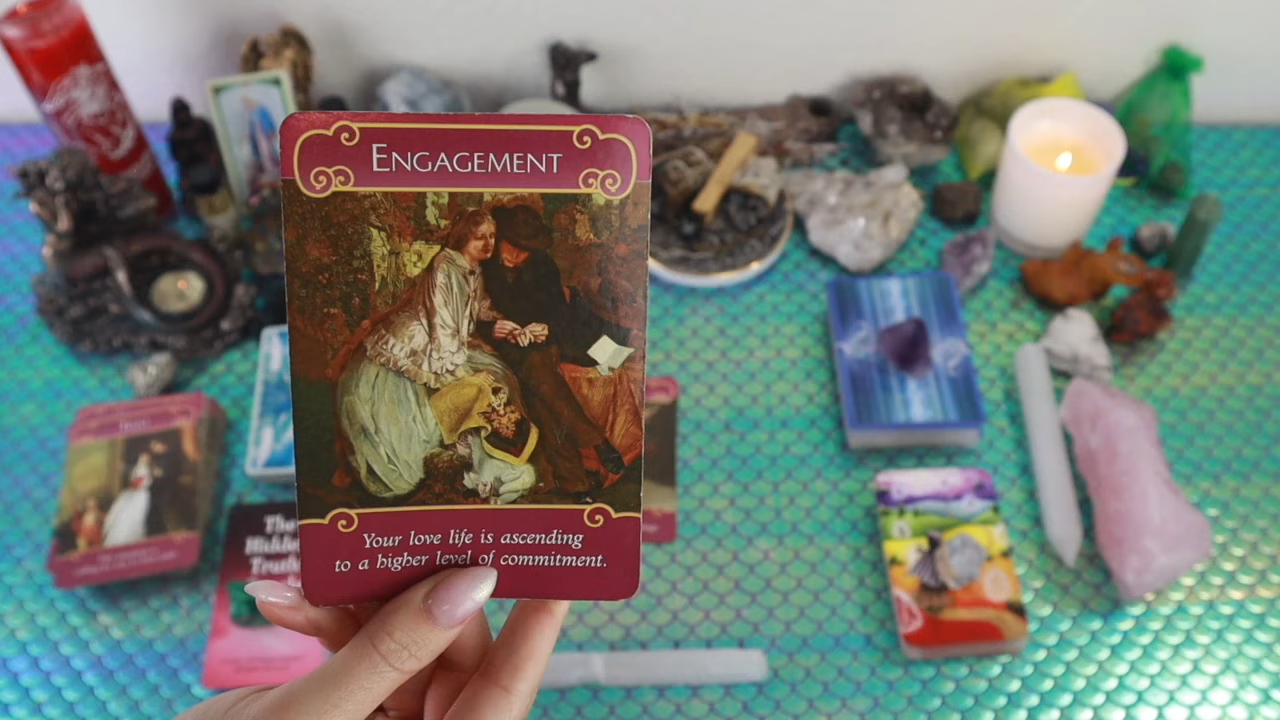 ENGAGEMENT
Your love life is ascending
to a higher level of commitment.
The
Hidden
Truth